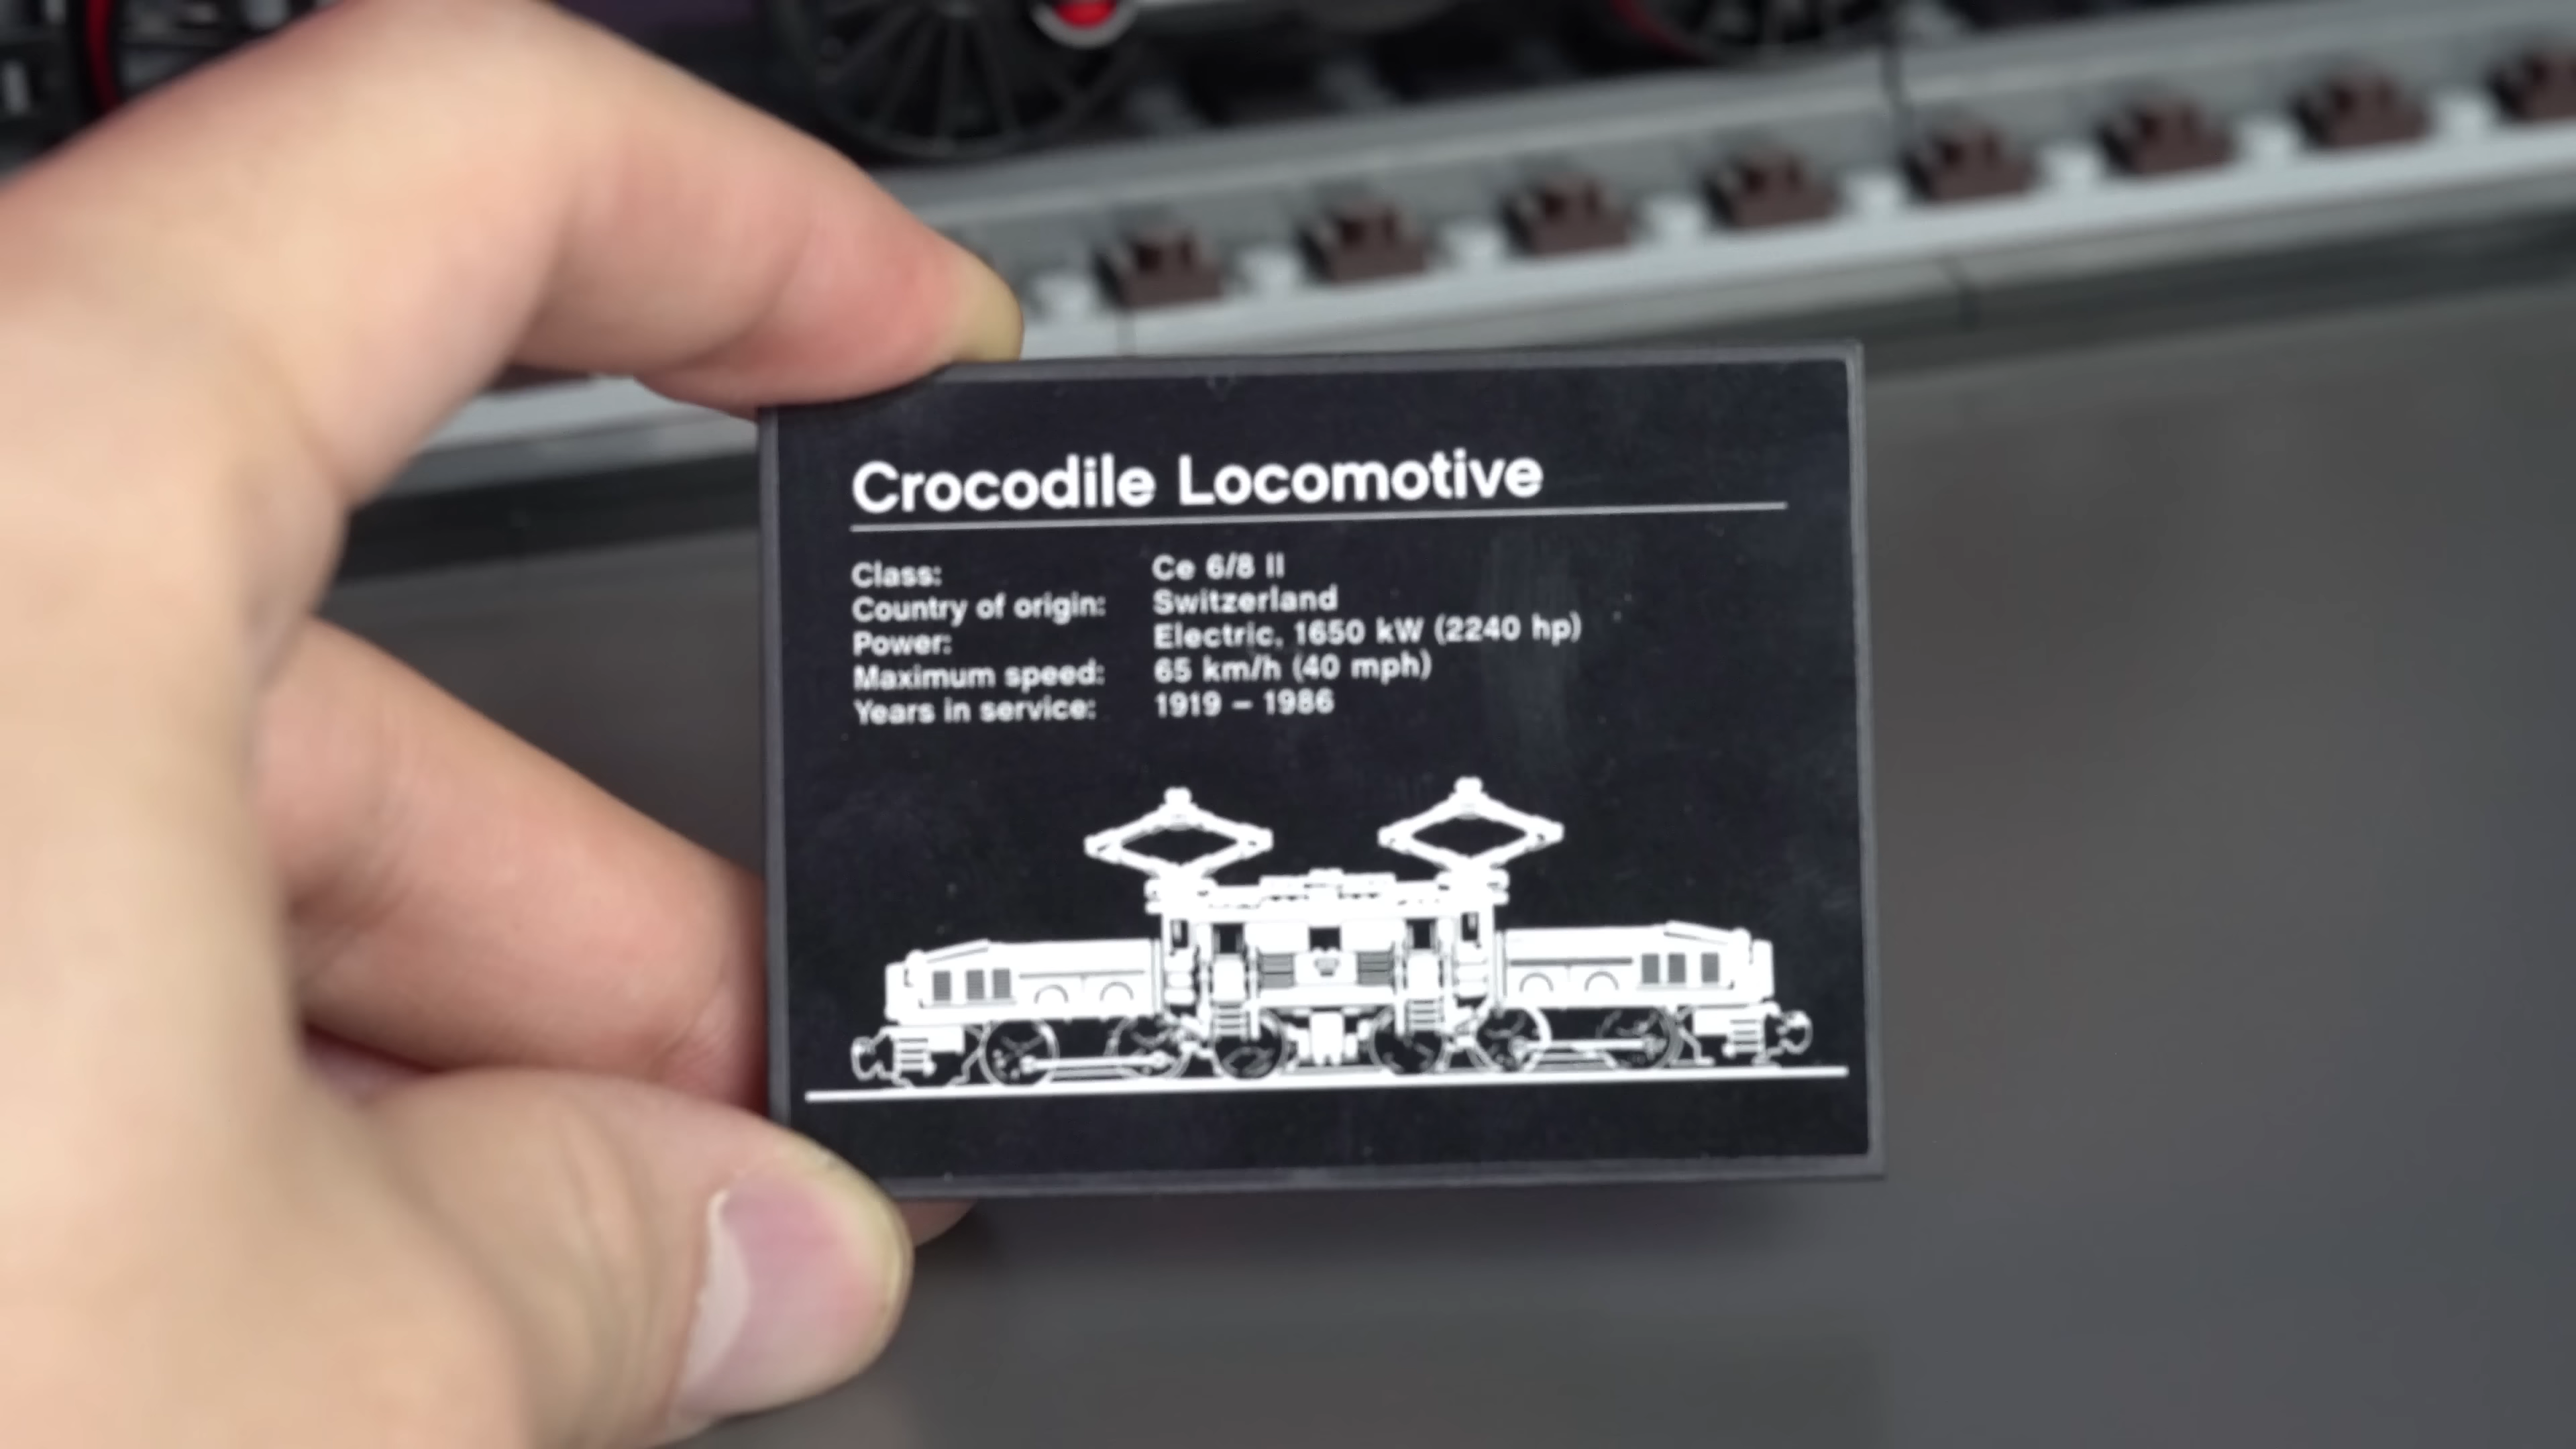 Crocodile Locomotive
Class: Ce 6/8 II
Country of origin: Switzerland
Power: Electric, 1650 kW (2240 hp)
Maximum speed: 65 km/h (40 mph)
Years in service: 1919 – 1986